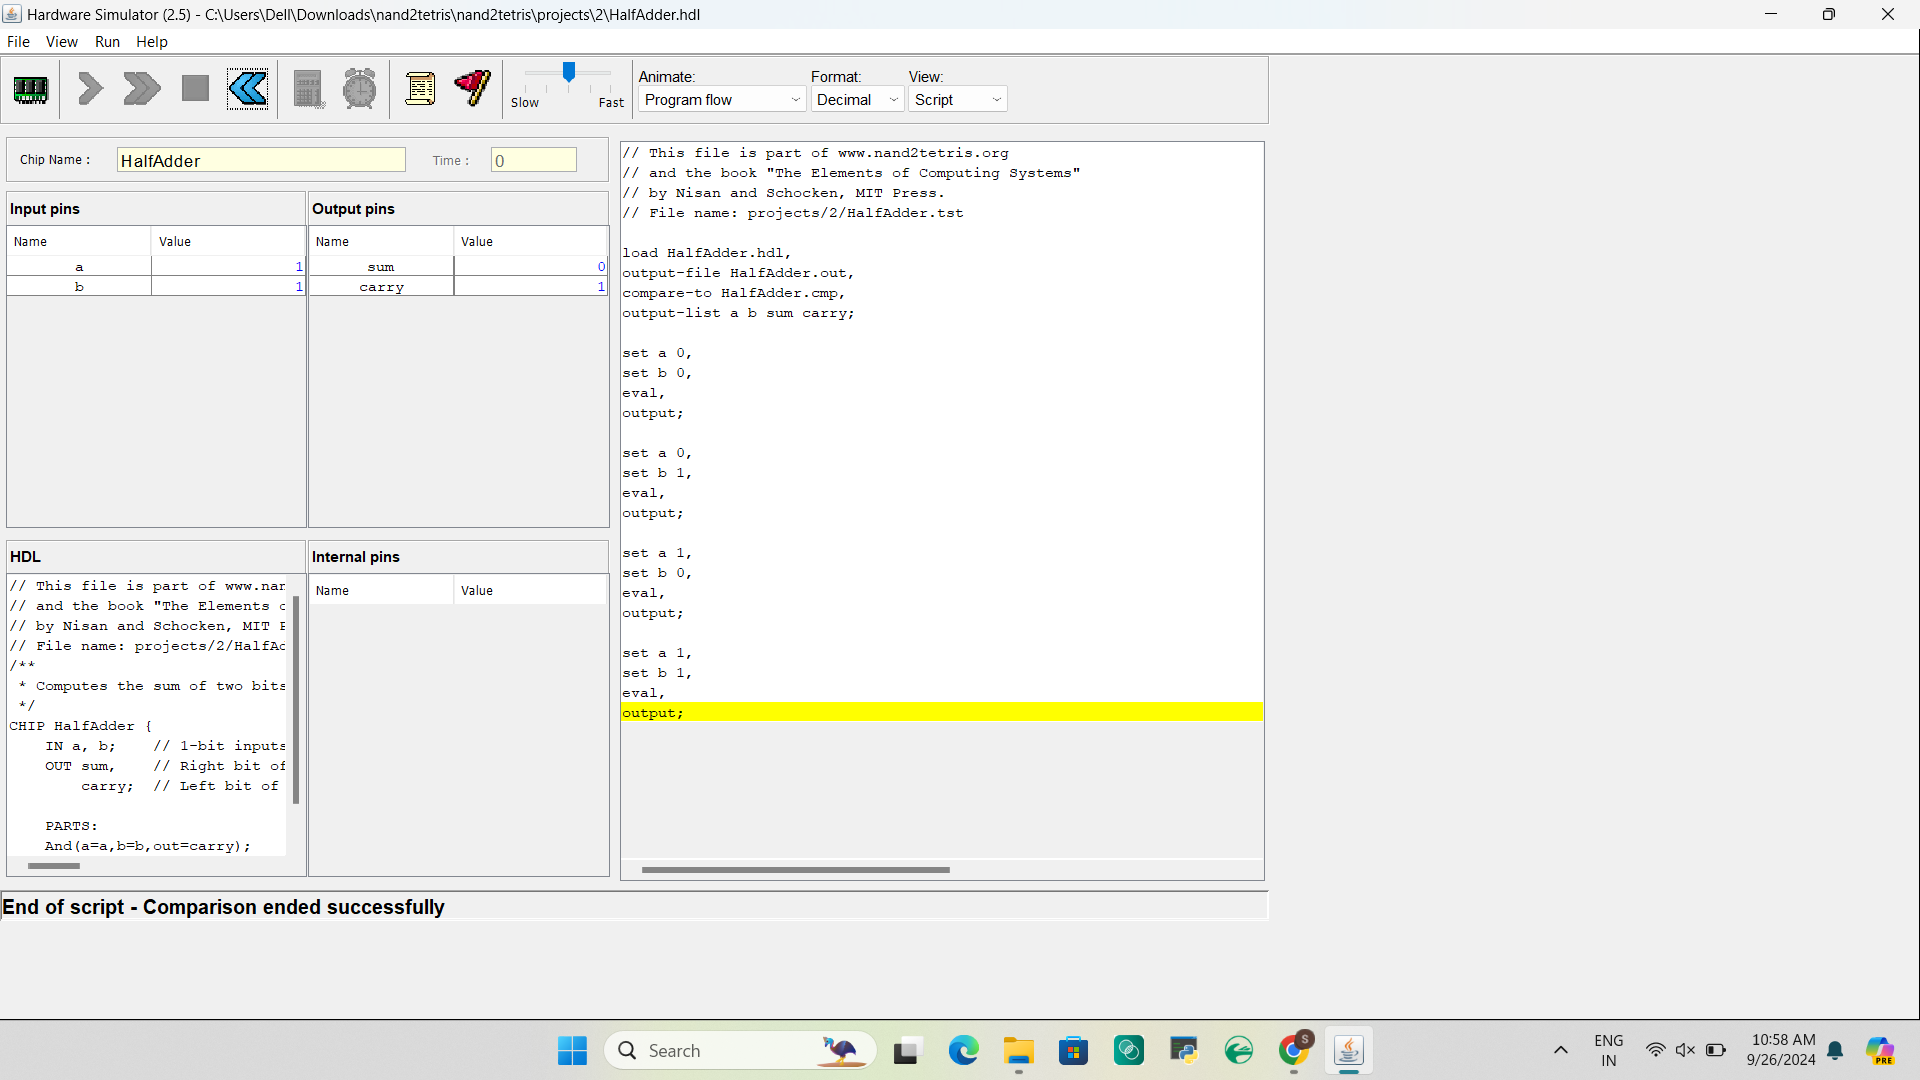 Hardware Simulator (2.5) - C:\Users\Dell\Downloads\nand2tetris\nand2tetris\projects\2\HalfAdder.hdl
File View Run Help
Slow Fast
Animate: Format: View:
Program flow Decimal Script
Chip Name : HalfAdder Time : 0
Input pins
Name Value
a 1
b 1
Output pins
Name Value
sum 0
carry 1
HDL
// This file is part of www.nan
// and the book "The Elements o
// by Nisan and Schocken, MIT P
// File name: projects/2/HalfAd
/**
* Computes the sum of two bits
*/
CHIP HalfAdder {
IN a, b; // 1-bit inputs
OUT sum, // Right bit of
carry; // Left bit of
PARTS:
And(a=a,b=b,out=carry);
Internal pins
Name Value
// This file is part of www.nand2tetris.org
// and the book "The Elements of Computing Systems"
// by Nisan and Schocken, MIT Press.
// File name: projects/2/HalfAdder.tst
load HalfAdder.hdl,
output-file HalfAdder.out,
compare-to HalfAdder.cmp,
output-list a b sum carry;
set a 0,
set b 0,
eval,
output;
set a 0,
set b 1,
eval,
output;
set a 1,
set b 0,
eval,
output;
set a 1,
set b 1,
eval,
output;
End of script - Comparison ended successfully
Search
S
ENG
IN
10:58 AM
9/26/2024
PRE